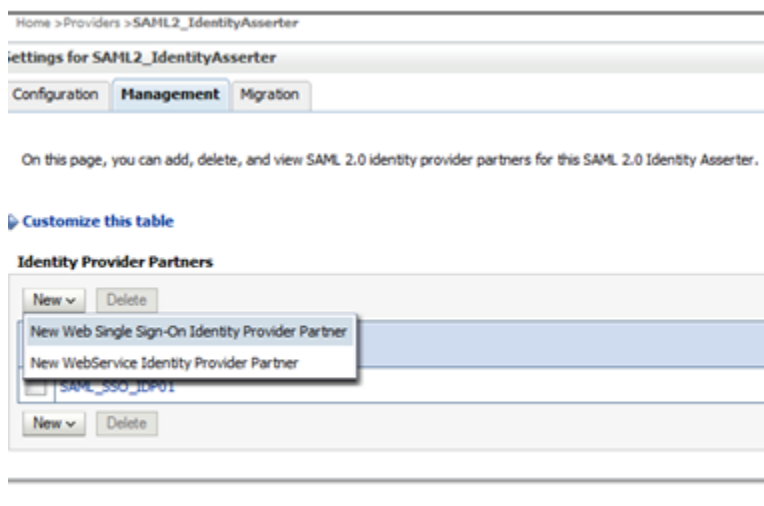 Home >Providers >SAML2_IdentityAsserter
Settings for SAML2_IdentityAsserter
Configuration Management Migration
On this page, you can add, delete, and view SAML 2.0 identity provider partners for this SAML 2.0 Identity Asserter.
Customize this table
Identity Provider Partners
New Delete
New Web Single Sign-On Identity Provider Partner
New WebService Identity Provider Partner
SAML_SSO_IDP01
New Delete